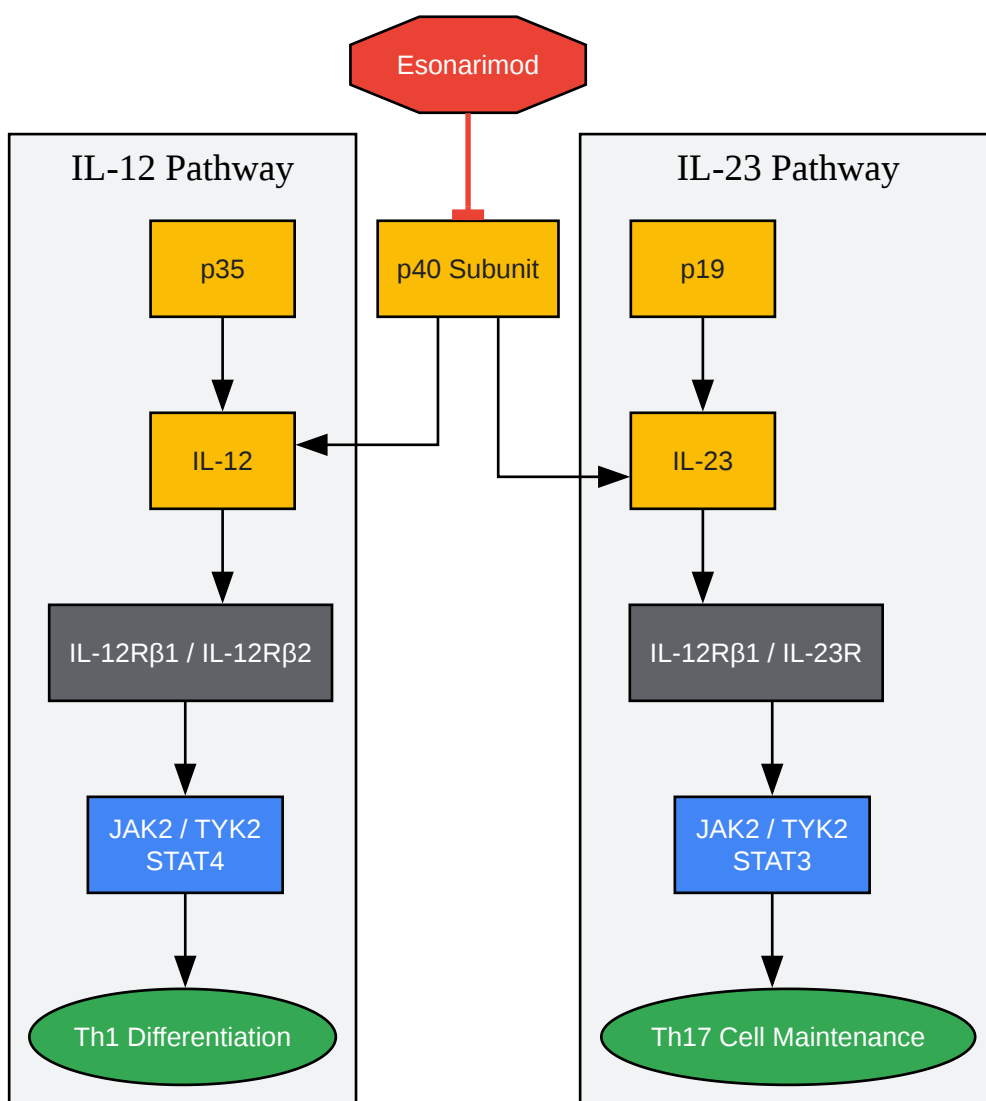 Esonarimod
IL-12 Pathway
IL-23 Pathway
p35
p40 Subunit
p19
IL-12
IL-23
IL-12Rβ1 / IL-12Rβ2
IL-12Rβ1 / IL-23R
JAK2 / TYK2
STAT4
JAK2 / TYK2
STAT3
Th1 Differentiation
Th17 Cell Maintenance